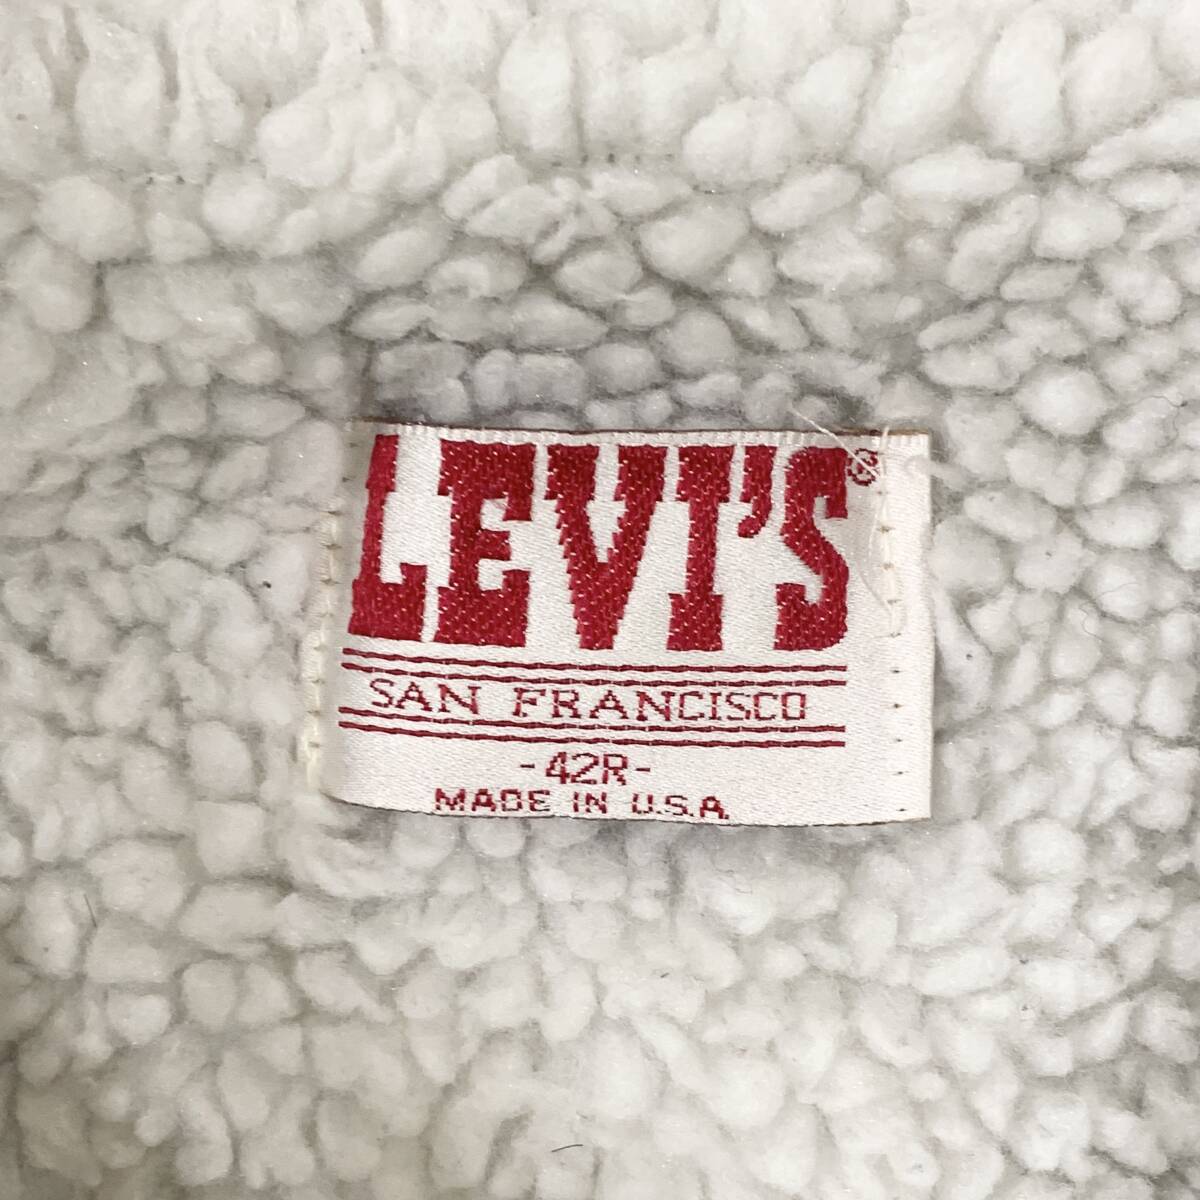 LEVI'S®
SAN FRANCISCO
-42R-
MADE IN U.S.A.